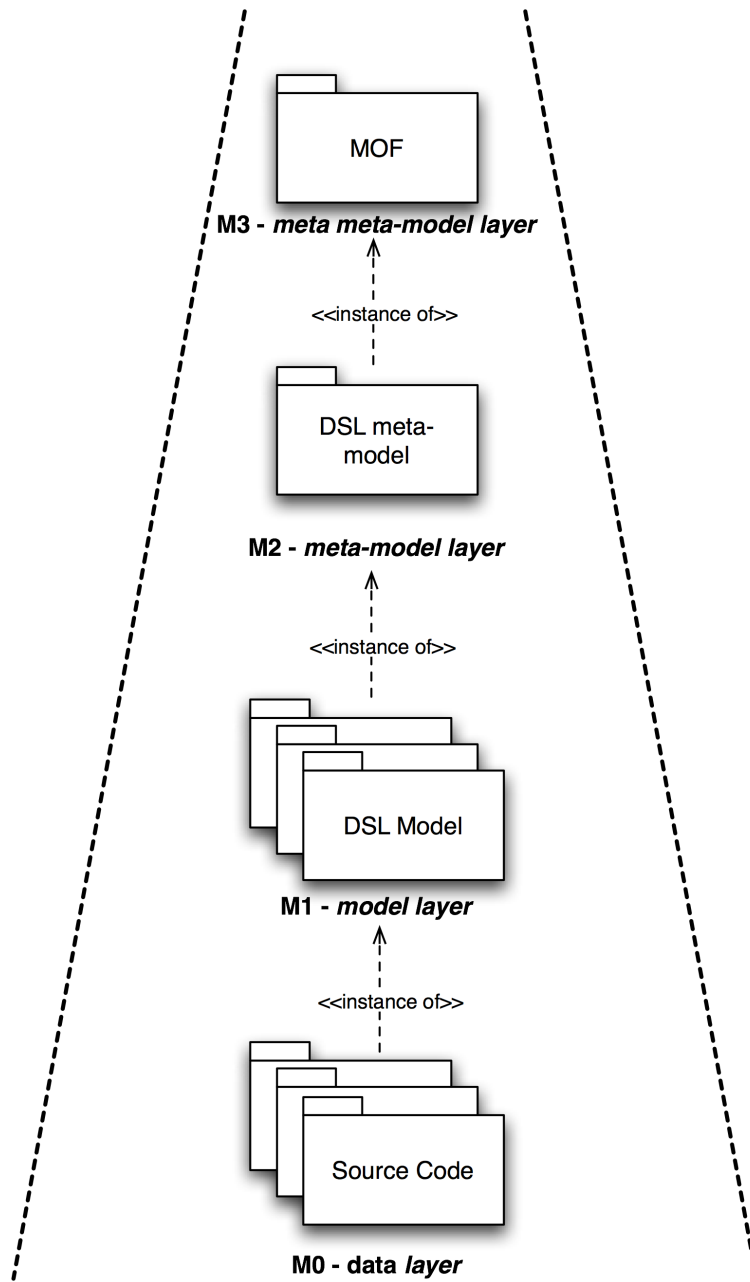 MOF
M3 - meta meta-model layer
<<instance of>>
DSL meta-
model
M2 - meta-model layer
<<instance of>>
DSL Model
M1 - model layer
<<instance of>>
Source Code
M0 - data layer